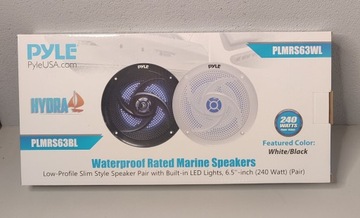 PYLE
PyleUSA.com
PLMRS63WL
HYDRA
PLMRS63BL
240
WATTS
Featured Color:
White/Black
Waterproof Rated Marine Speakers
Low-Profile Slim Style Speaker Pair with Built-in LED Lights, 6.5"-inch (240 Watt) (Pair)